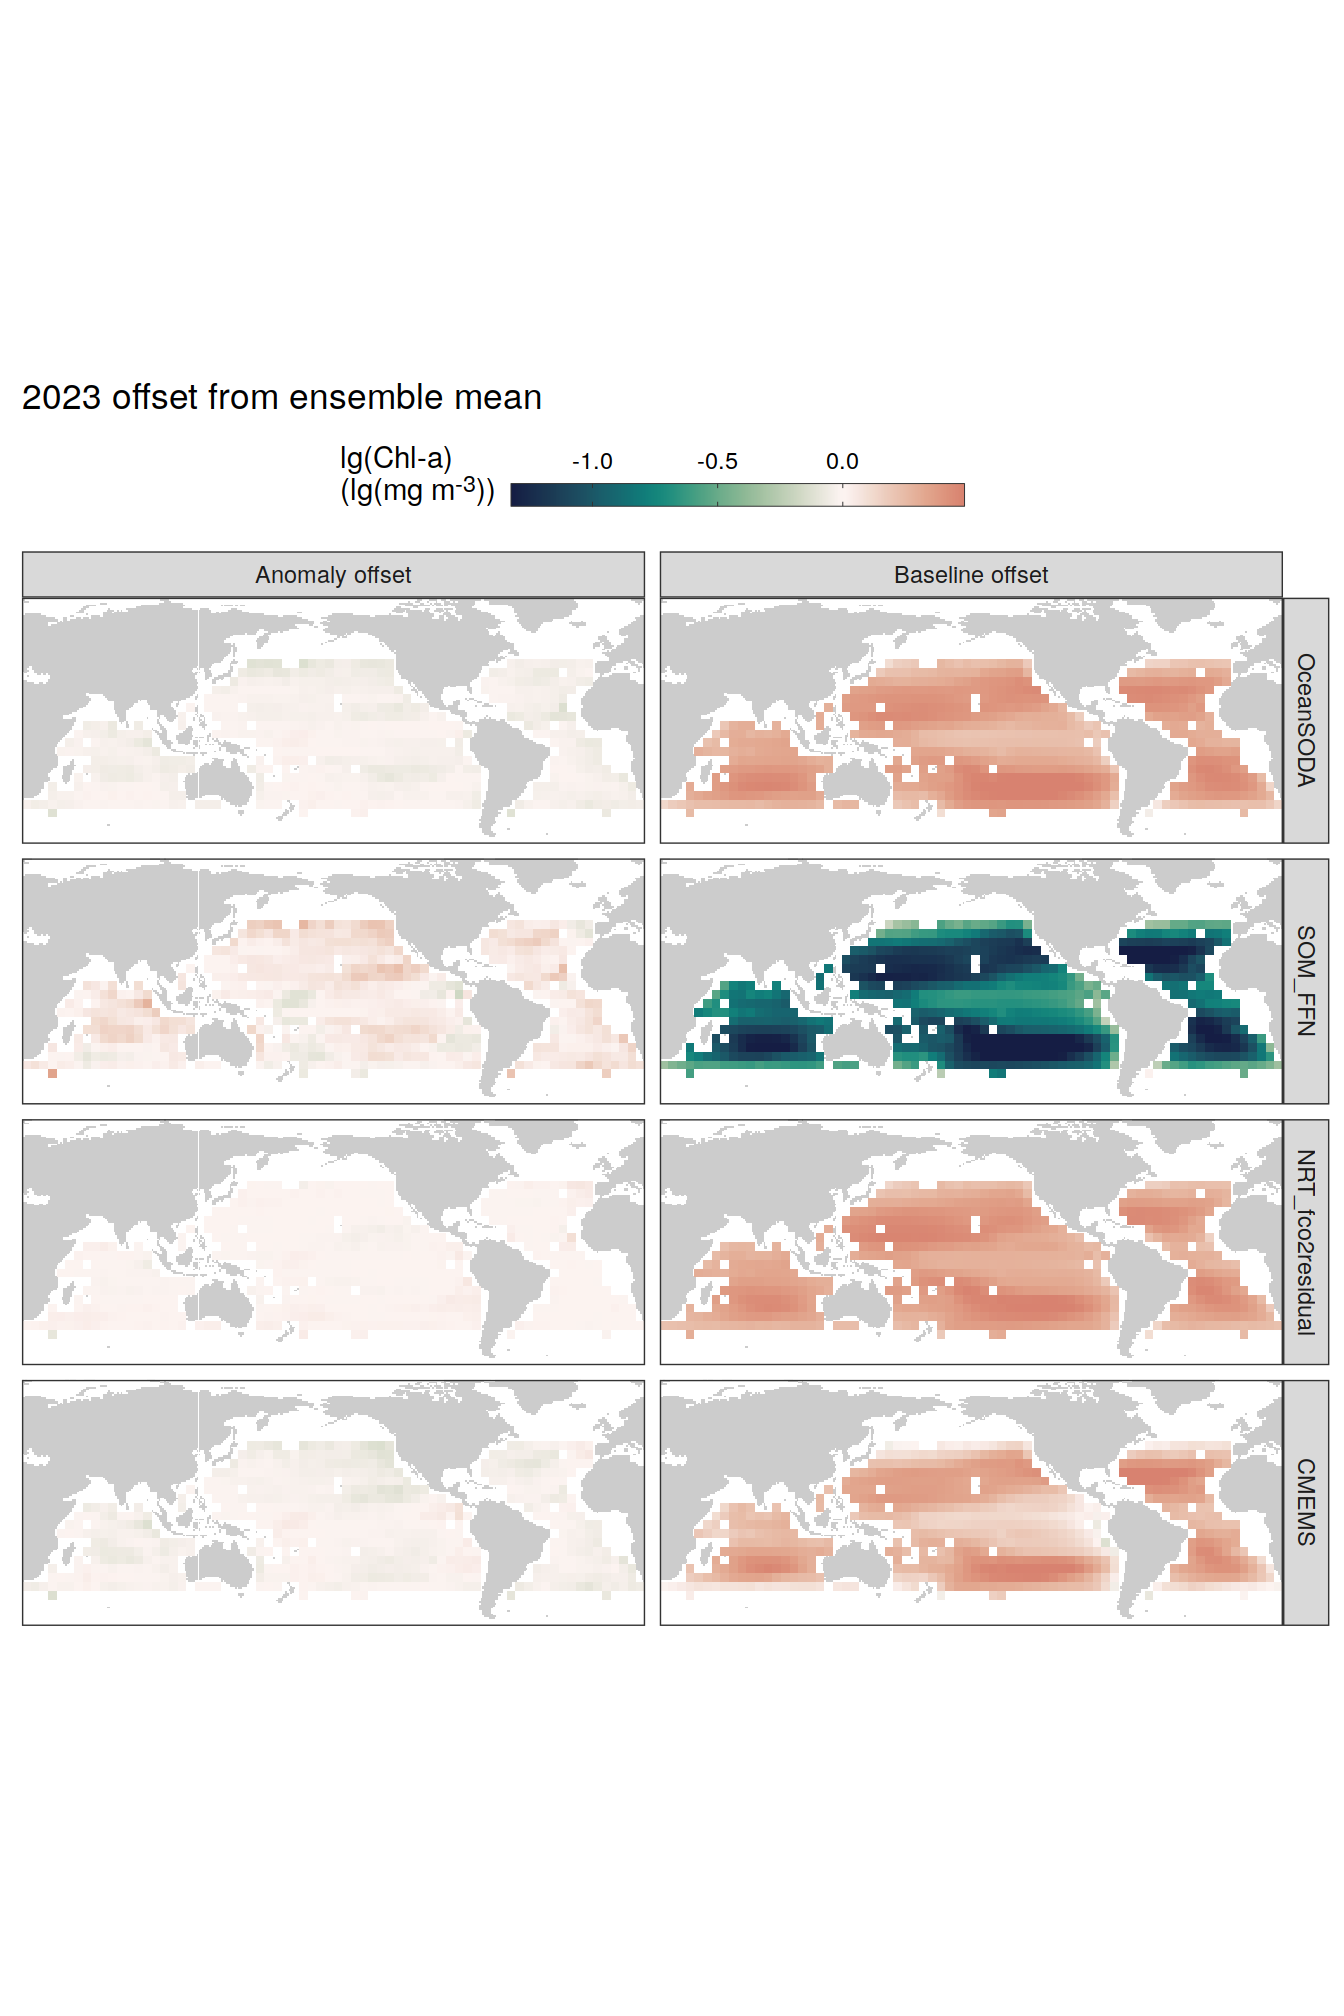 2023 offset from ensemble mean
lg(Chl-a)
(lg(mg m-3))
-1.0 -0.5 0.0
Anomaly offset
Baseline offset
OceanSODA
SOM_FFN
NRT_fco2residual
CMEMS